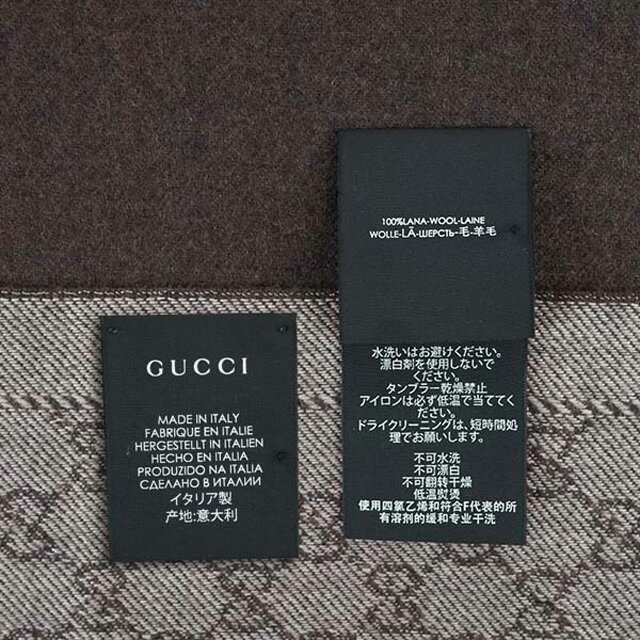 GUCCI
MADE IN ITALY
FABRIQUE EN ITALIE
HERGESTELLT IN ITALIEN
HECHO EN ITALIA
PRODUZIDO NA ITALIA
СДЕЛАНО В ИТАЛИИ
イタリア製
产地:意大利
100%LANA-WOOL-LAINE
WOLLE-LÃ-ШЕРСТЬ-毛-羊毛
水洗いはお避けください。
漂白剤を使用しないで
ください。
タンブラー乾燥禁止
アイロンは必ず低温で当ててく
ださい。
ドライクリーニングは、短時間処
理でお願いします。
不可水洗
不可漂白
不可翻转干燥
低温熨烫
使用四氯乙烯和符合F代表的所
有溶剂的缓和专业干洗